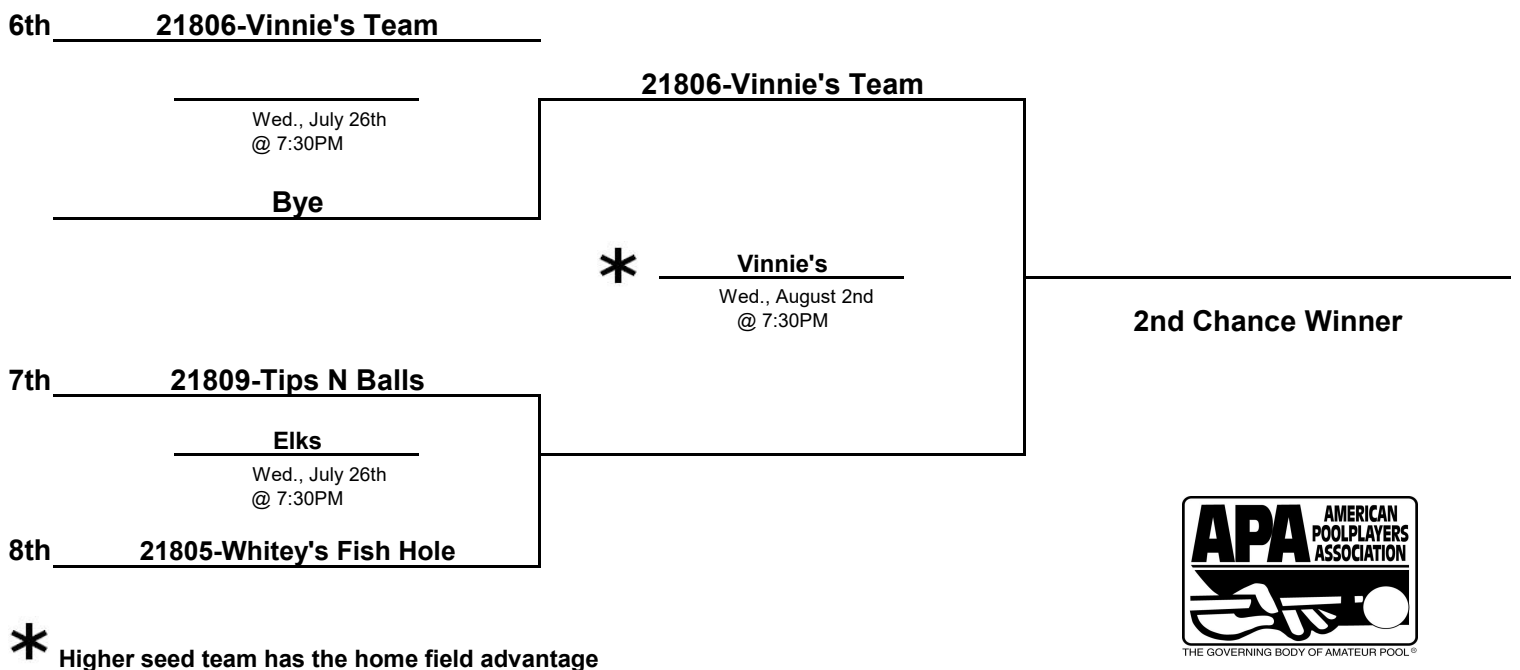 6th 21806-Vinnie's Team
21806-Vinnie's Team
Wed., July 26th
@ 7:30PM
Bye
* Vinnie's
Wed., August 2nd
@ 7:30PM
2nd Chance Winner
7th 21809-Tips N Balls
Elks
Wed., July 26th
@ 7:30PM
8th 21805-Whitey's Fish Hole
* Higher seed team has the home field advantage
APA AMERICAN
POOLPLAYERS
ASSOCIATION
THE GOVERNING BODY OF AMATEUR POOL®